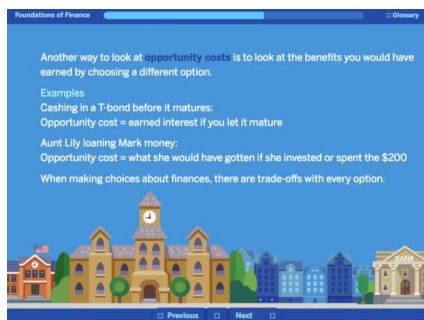 Foundations of Finance
Glossary
Another way to look at opportunity costs is to look at the benefits you would have
earned by choosing a different option.
Examples
Cashing in a T-bond before it matures:
Opportunity cost = earned interest if you let it mature
Aunt Lily loaning Mark money:
Opportunity cost = what she would have gotten if she invested or spent the $200
When making choices about finances, there are trade-offs with every option.
BANK
Previous
Next